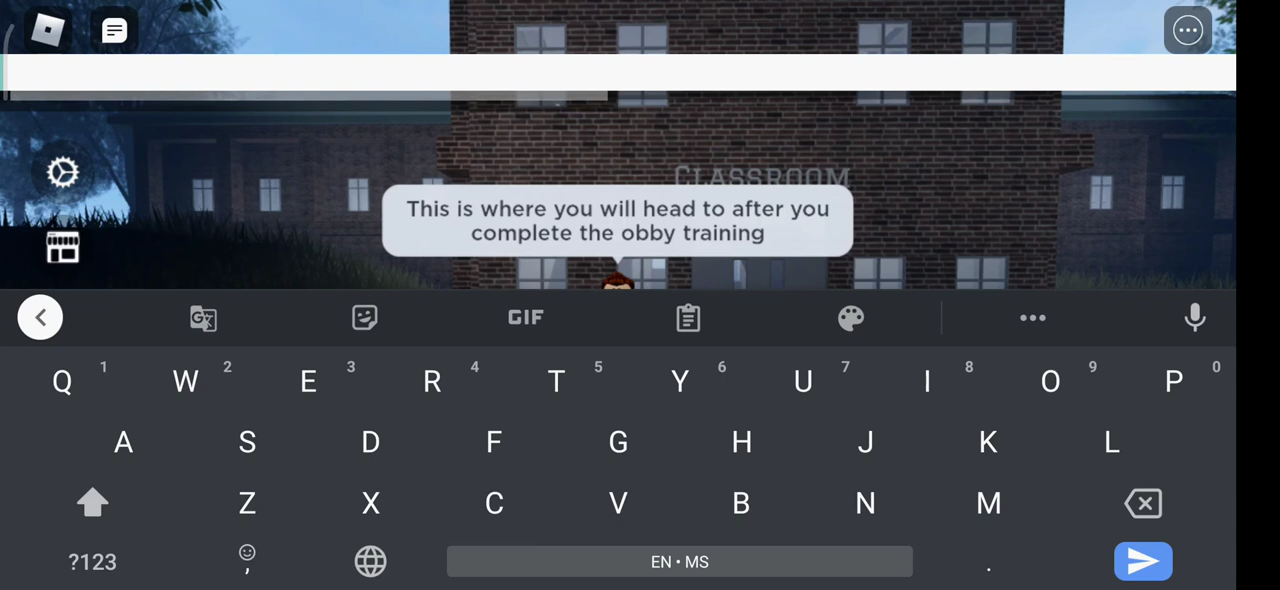 CLASSROOM
This is where you will head to after you
complete the obby training
GIF
Q 1 W 2 E 3 R 4 T 5 Y 6 U 7 I 8 O 9 P 0
A S D F G H J K L
Z X C V B N M
?123 , EN • MS .